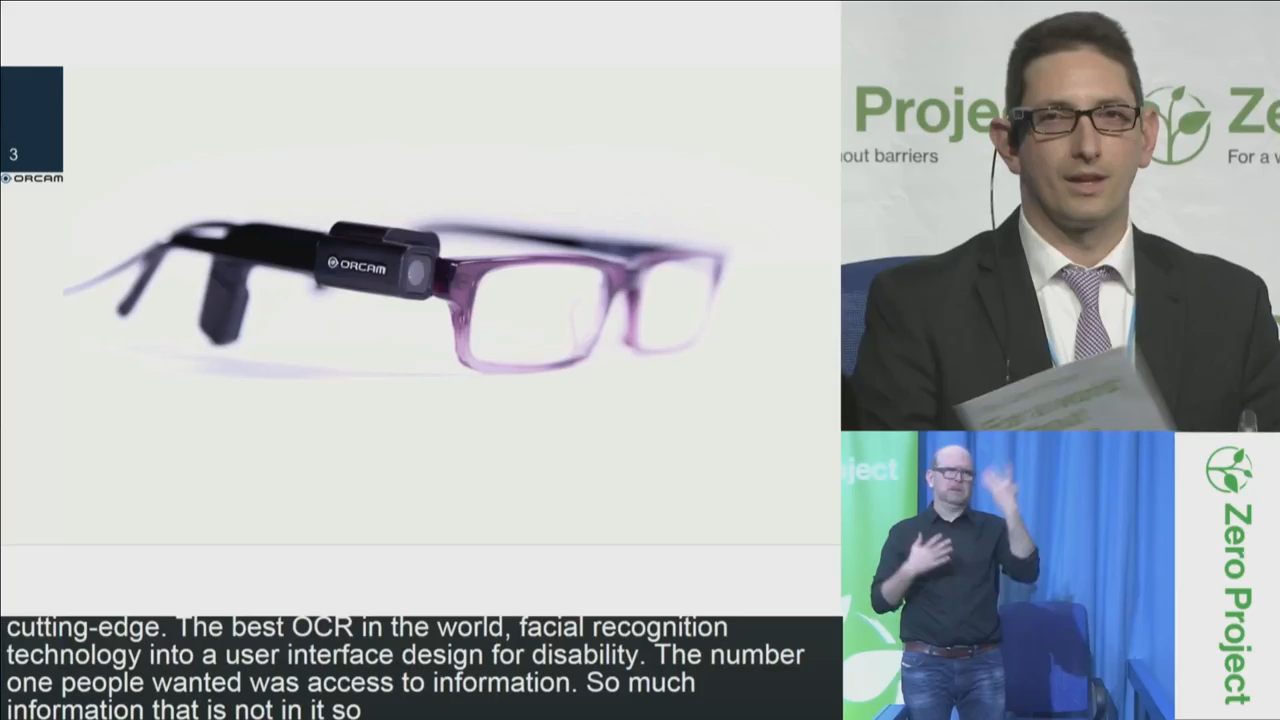 3
ORCAM
ORCAM
Proje
Ze
out barriers
For a w
ject
Zero Project
cutting-edge. The best OCR in the world, facial recognition
technology into a user interface design for disability. The number
one people wanted was access to information. So much
information that is not in it so